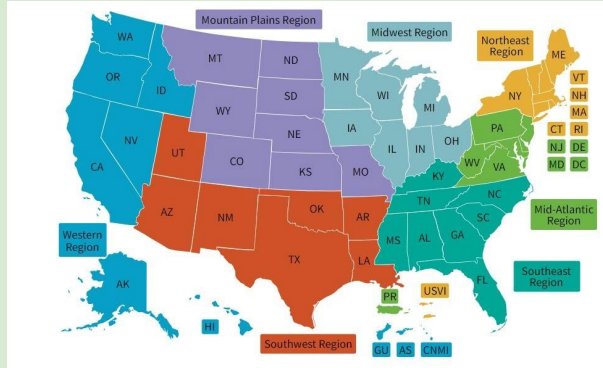 Mountain Plains Region
Midwest Region
Northeast
Region
WA
MT
ND
MN
ME
VT
OR
ID
SD
WI
MI
NY
NH
MA
WY
CT
RI
NV
NE
IA
IL
IN
OH
PA
NJ
DE
MD
DC
CA
UT
CO
KS
MO
WV
VA
KY
Mid-Atlantic
Region
AZ
NM
OK
AR
TN
NC
SC
Western
Region
TX
LA
MS
AL
GA
FL
Southeast
Region
AK
HI
PR
USVI
Southwest Region
GU
AS
CNMI